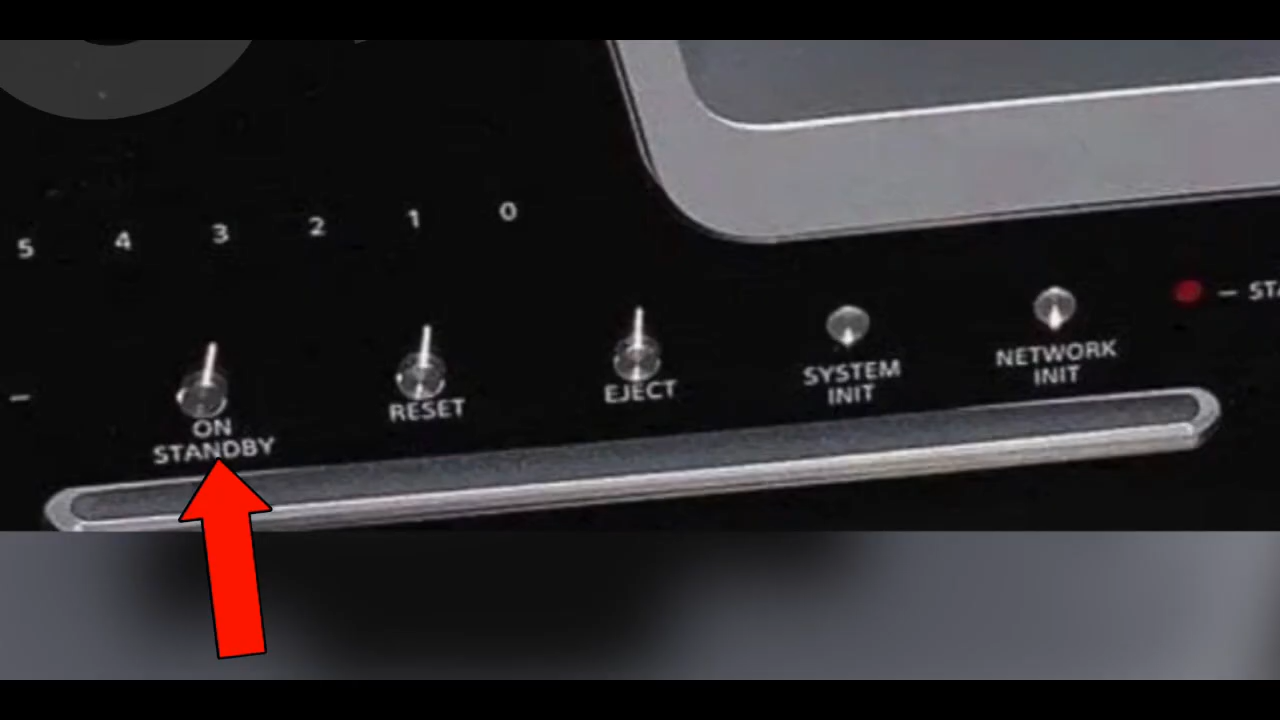 5 4 3 2 1 0
ON
STANDBY
RESET
EJECT
SYSTEM
INIT
NETWORK
INIT